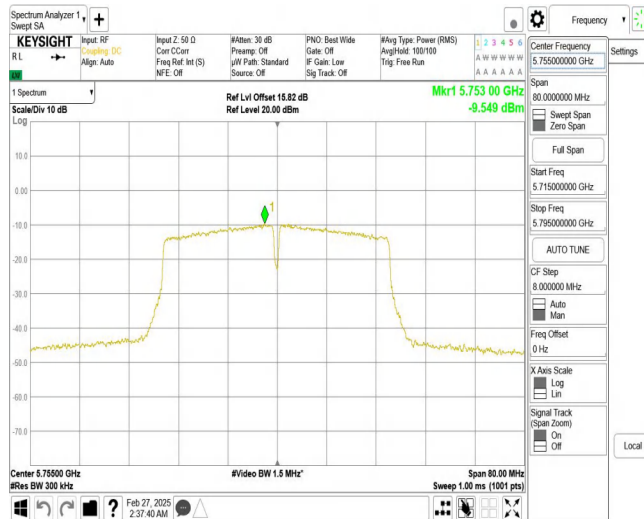 Spectrum Analyzer 1
Swept SA
+
Frequency
KEYSIGHT
RL
Input: RF
Coupling: DC
Align: Auto
Input Z: 50 Ω
Corr CCorr
Freq Ref: Int (S)
NFE: Off
#Atten: 30 dB
Preamp: Off
µW Path: Standard
Source: Off
PNO: Best Wide
Gate: Off
IF Gain: Low
Sig Track: Off
#Avg Type: Power (RMS)
Avg|Hold: 100/100
Trig: Free Run
1 2 3 4 5 6
A W W W W W
A A A A A A
1 Spectrum
Scale/Div 10 dB
Log
Ref Lvl Offset 15.82 dB
Ref Level 20.00 dBm
Mkr1 5.753 00 GHz
-9.549 dBm
10.0
0.00
-10.0
-20.0
-30.0
-40.0
-50.0
-60.0
-70.0
1
Center 5.75500 GHz
#Res BW 300 kHz
#Video BW 1.5 MHz*
Span 80.00 MHz
Sweep 1.00 ms (1001 pts)
Feb 27, 2025
2:37:40 AM
?
Center Frequency
5.755000000 GHz
Settings
Span
80.0000000 MHz
Swept Span
Zero Span
Full Span
Start Freq
5.715000000 GHz
Stop Freq
5.795000000 GHz
AUTO TUNE
CF Step
8.000000 MHz
Auto
Man
Freq Offset
0 Hz
X Axis Scale
Log
Lin
Signal Track
(Span Zoom)
On
Off
Local